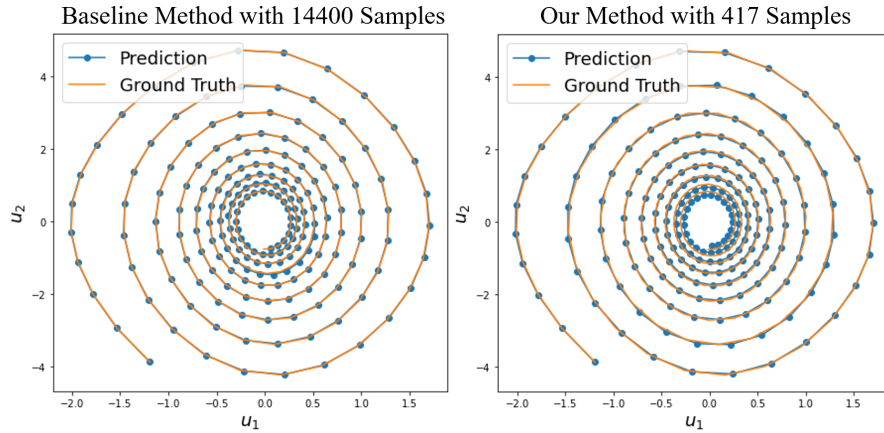 Baseline Method with 14400 Samples
Prediction
Ground Truth
4
2
0
−2
−4
u2
−2.0 −1.5 −1.0 −0.5 0.0 0.5 1.0 1.5
u1
Our Method with 417 Samples
Prediction
Ground Truth
4
2
0
−2
−4
u2
−2.0 −1.5 −1.0 −0.5 0.0 0.5 1.0 1.5
u1